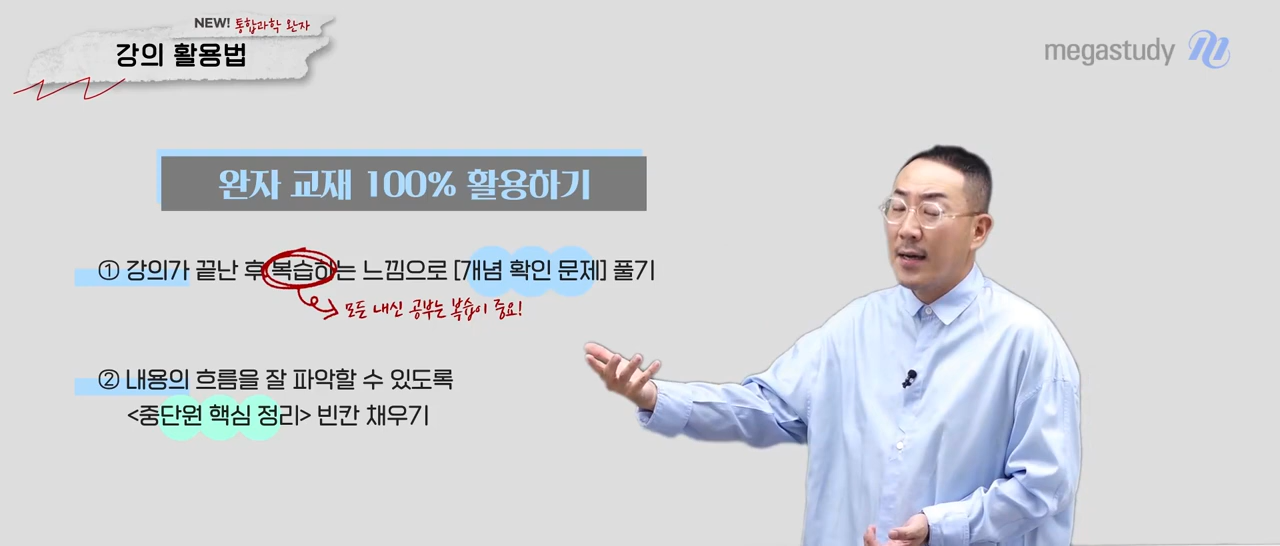 NEW! 통합과학 완자
강의 활용법
megastudy
완자 교재 100% 활용하기
① 강의가 끝난 후 복습하는 느낌으로 [개념 확인 문제] 풀기
모든 내신 공부는 복습이 중요!
② 내용의 흐름을 잘 파악할 수 있도록
<중단원 핵심 정리> 빈칸 채우기